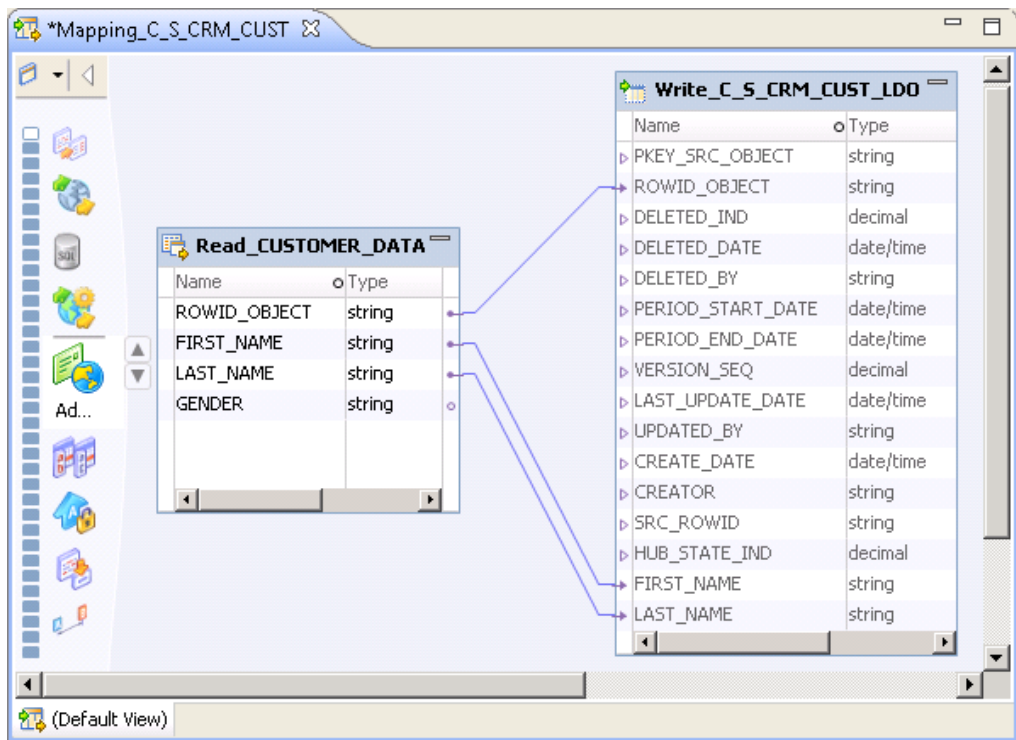 *Mapping_C_S_CRM_CUST
Write_C_S_CRM_CUST_LDO
Name Type
PKEY_SRC_OBJECT string
ROWID_OBJECT string
DELETED_IND decimal
DELETED_DATE date/time
DELETED_BY string
PERIOD_START_DATE date/time
PERIOD_END_DATE date/time
VERSION_SEQ decimal
LAST_UPDATE_DATE date/time
UPDATED_BY string
CREATE_DATE date/time
CREATOR string
SRC_ROWID string
HUB_STATE_IND decimal
FIRST_NAME string
LAST_NAME string
Read_CUSTOMER_DATA
Name Type
ROWID_OBJECT string
FIRST_NAME string
LAST_NAME string
GENDER string
SQL
Ad...
(Default View)